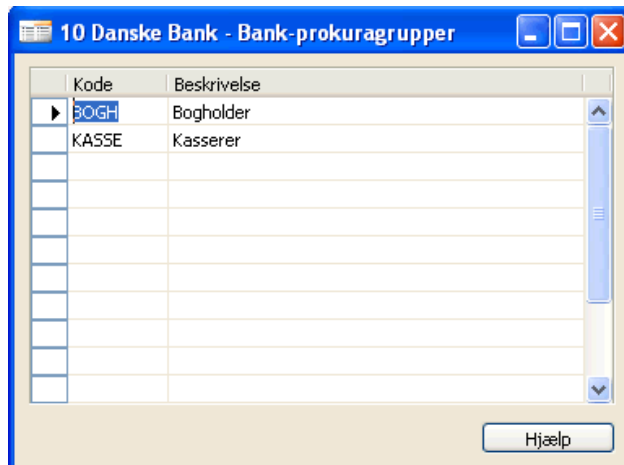 10 Danske Bank - Bank-prokuragrupper
Kode Beskrivelse
BOGH Bogholder
KASSE Kasserer
Hjælp